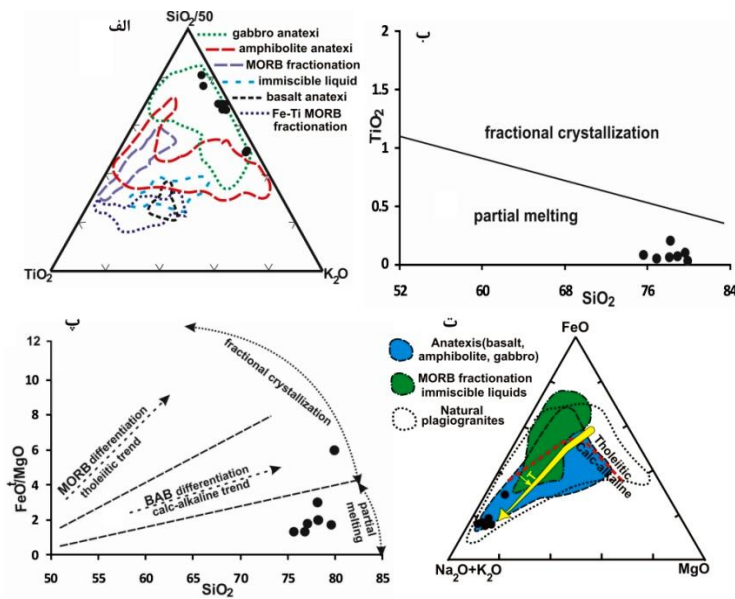 الف
SiO₂/50
gabbro anatexi
amphibolite anatexi
MORB fractionation
immiscible liquid
basalt anatexi
Fe-Ti MORB
fractionation
TiO₂
K₂O
ب
2
1.5
1
0.5
0
TiO₂
fractional crystallization
partial melting
52
60
68
76
84
SiO₂
پ
12
10
8
6
4
2
0
FeOᵗ/MgO
fractional crystallization
MORB differentiation
tholeiitic trend
BAB differentiation
calc-alkaline trend
partial
melting
50
55
60
65
70
75
80
85
SiO₂
ت
FeO
Anatexis(basalt,
amphibolite, gabbro)
MORB fractionation
immiscible liquids
Natural
plagiogranites
Tholeiitic
Calc-alkaline
T
Na₂O+K₂O
MgO